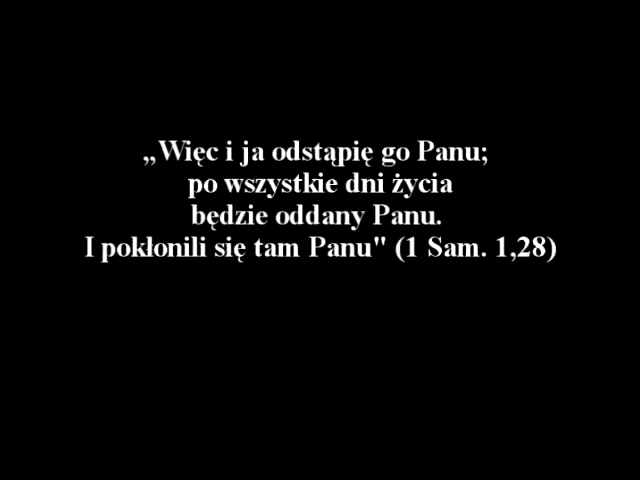 „Więc i ja odstąpię go Panu;
po wszystkie dni życia
będzie oddany Panu.
I pokłonili się tam Panu" (1 Sam. 1,28)